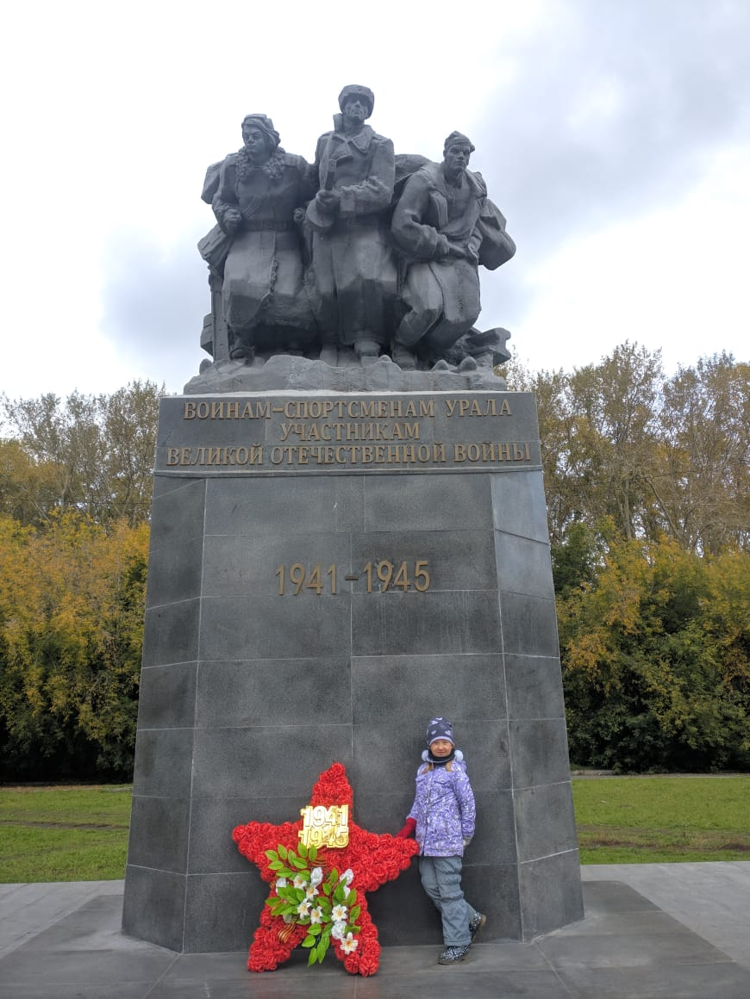 ВОИНАМ-СПОРТСМЕНАМ УРАЛА
УЧАСТНИКАМ
ВЕЛИКОЙ ОТЕЧЕСТВЕННОЙ ВОЙНЫ
1941-1945
1941
1945